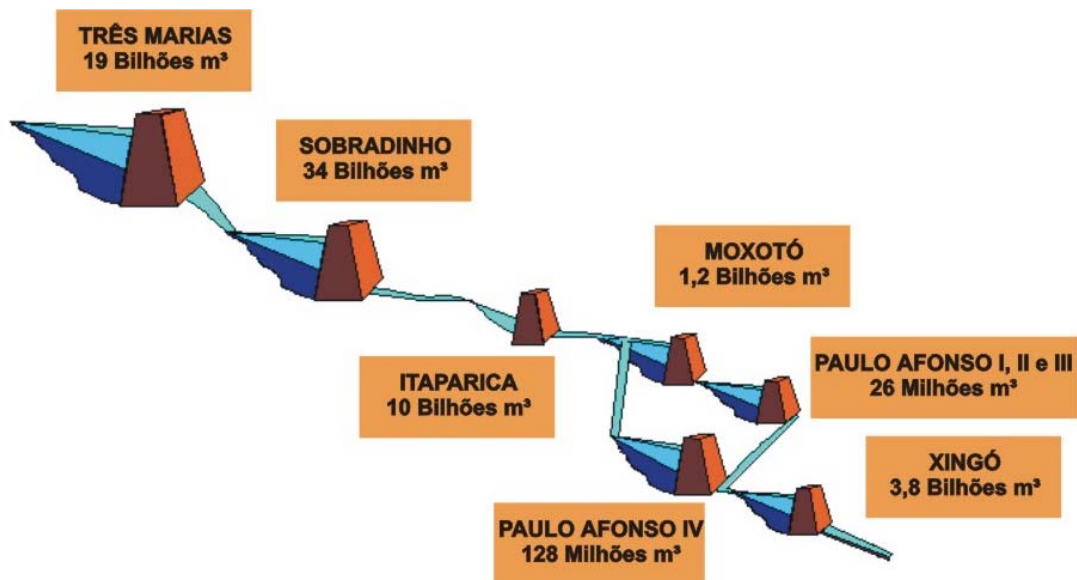 TRÊS MARIAS
19 Bilhões m³
SOBRADINHO
34 Bilhões m³
MOXOTÓ
1,2 Bilhões m³
ITAPARICA
10 Bilhões m³
PAULO AFONSO I, II e III
26 Milhões m³
XINGÓ
3,8 Bilhões m³
PAULO AFONSO IV
128 Milhões m³